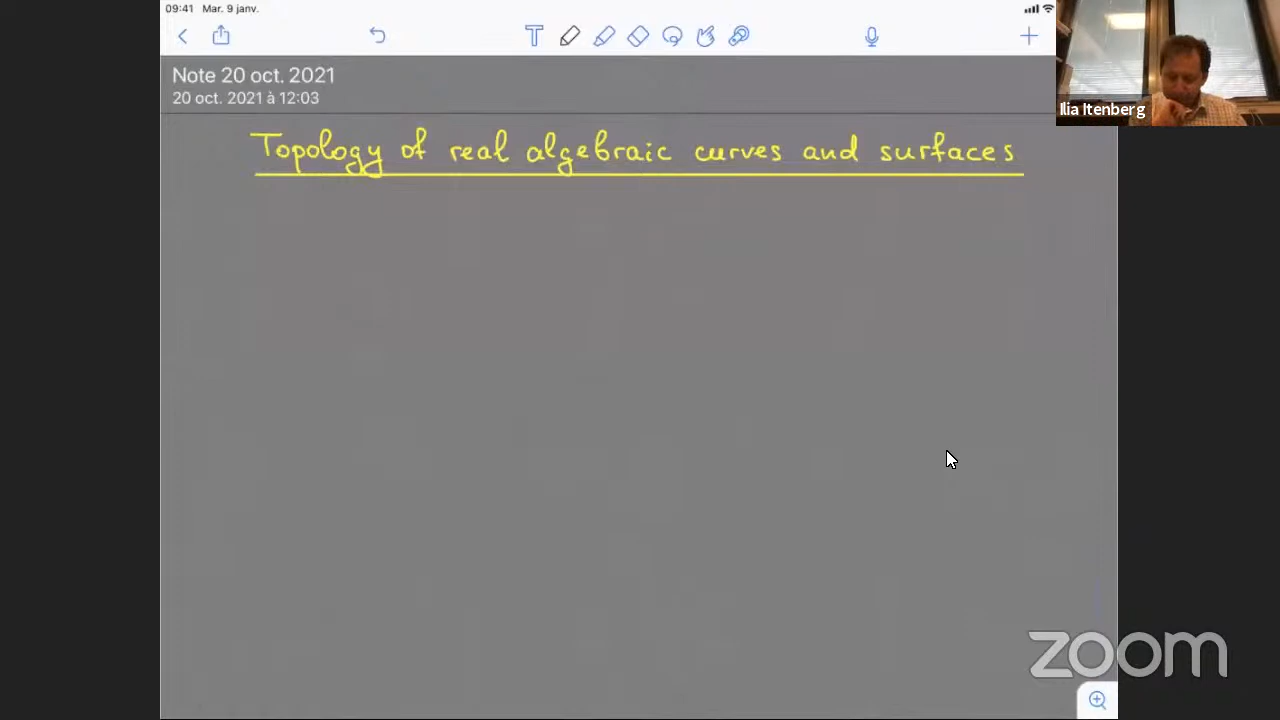 09:41 Mar. 9 janv.
Note 20 oct. 2021
20 oct. 2021 à 12:03
Topology of real algebraic curves and surfaces
Ilia Itenberg
zoom